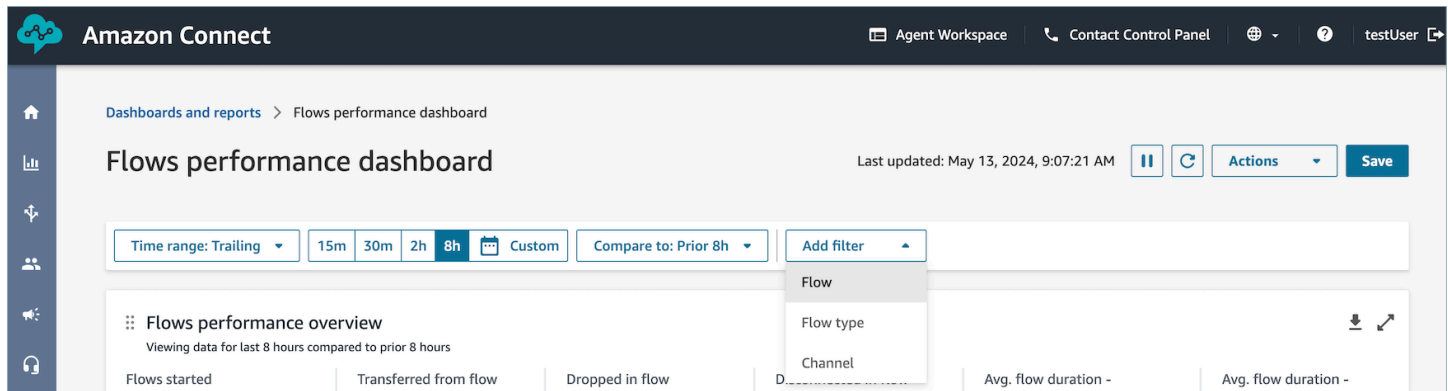 Amazon Connect
Agent Workspace
Contact Control Panel
testUser
Dashboards and reports > Flows performance dashboard
Flows performance dashboard
Last updated: May 13, 2024, 9:07:21 AM
Actions
Save
Time range: Trailing
15m 30m 2h 8h Custom
Compare to: Prior 8h
Add filter
Flow
Flow type
Channel
Flows performance overview
Viewing data for last 8 hours compared to prior 8 hours
Flows started
Transferred from flow
Dropped in flow
Avg. flow duration -
Avg. flow duration -